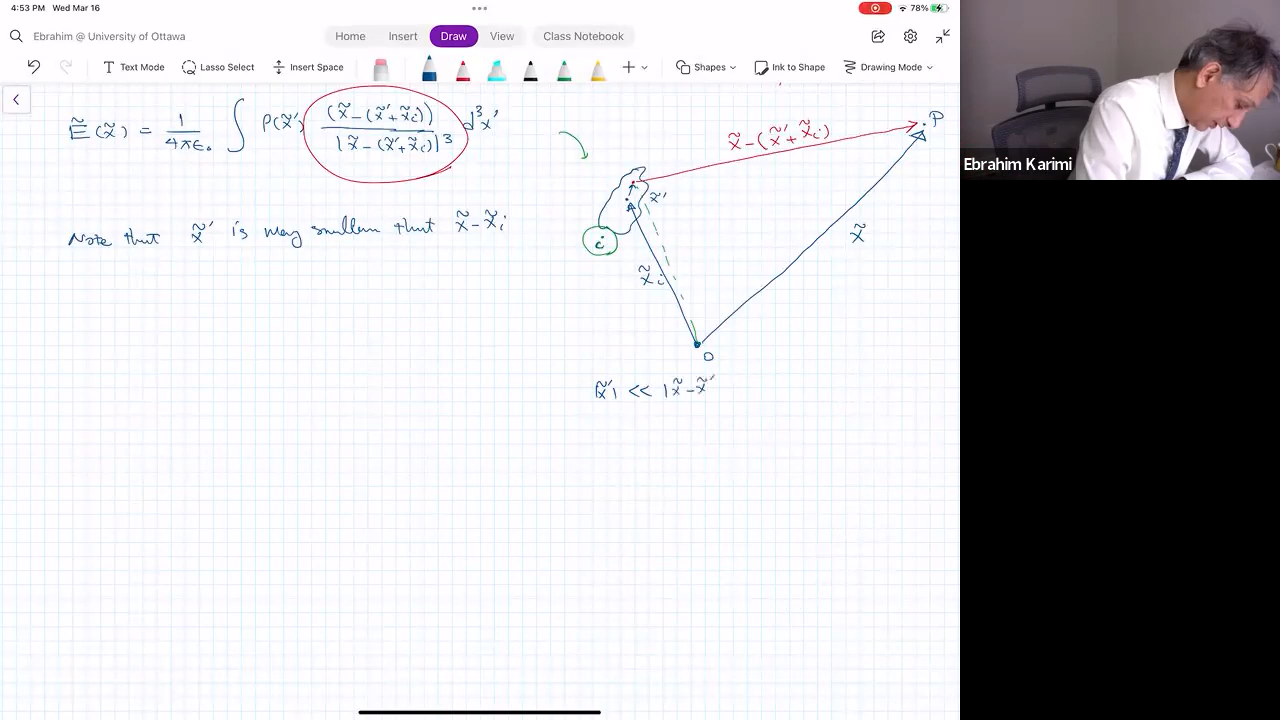 4:53 PM Wed Mar 16
78%
Ebrahim @ University of Ottawa
Home Insert Draw View Class Notebook
Text Mode Lasso Select Insert Space Shapes Ink to Shape Drawing Mode
Ẽ(x̃) = 1/4πε₀ ∫ ρ(x̃') (x̃-(x̃'+x̃i))/|x̃-(x̃'+x̃i)|³ d³x'
x̃-(x̃'+x̃i)
P
Ebrahim Karimi
x̃'
Note that x̃' is very smaller that x̃-x̃i
i
x̃
x̃i
O
|x̃'| << |x̃-x̃'